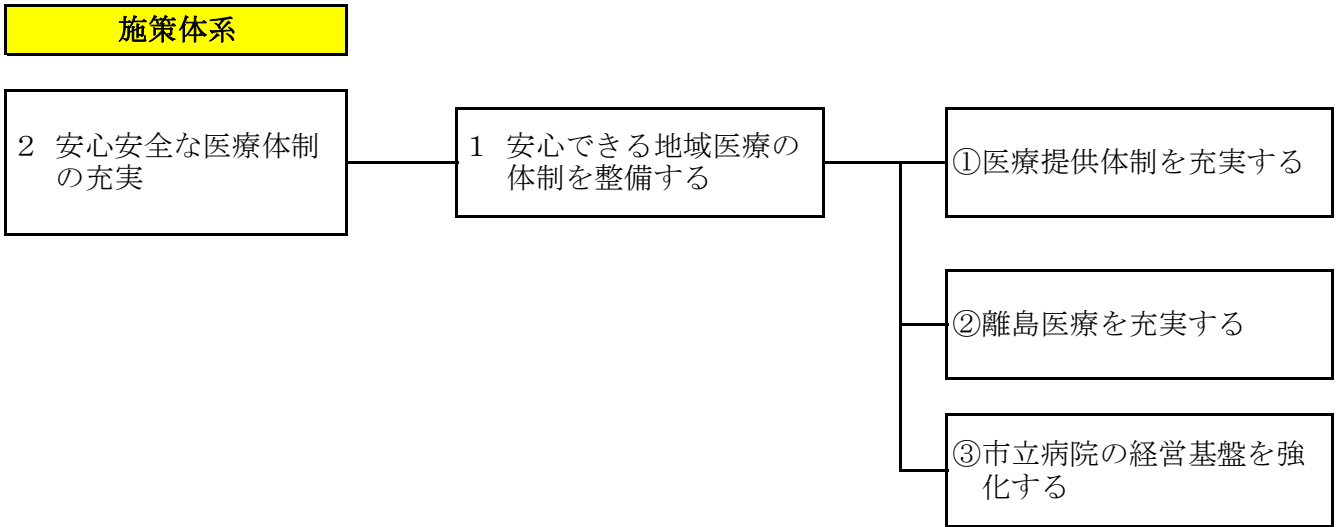 施策体系
２ 安心安全な医療体制
の充実
１ 安心できる地域医療の
体制を整備する
①医療提供体制を充実する
②離島医療を充実する
③市立病院の経営基盤を強
化する